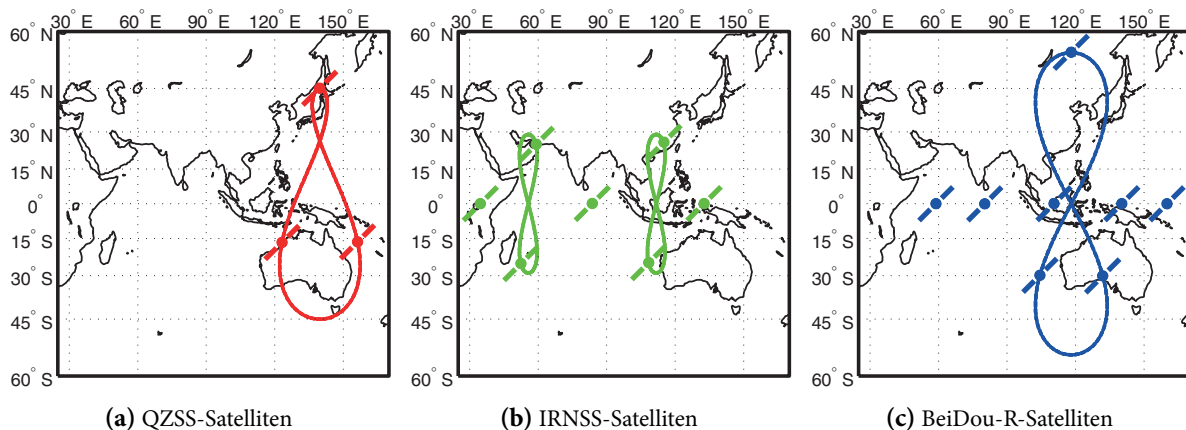 30° E 60° E 90° E 120° E 150° E
60° N
45° N
30° N
15° N
0°
15° S
30° S
45° S
60° S
(a) QZSS-Satelliten
30° E 60° E 90° E 120° E 150° E
60° N
45° N
30° N
15° N
0°
15° S
30° S
45° S
60° S
(b) IRNSS-Satelliten
30° E 60° E 90° E 120° E 150° E
60° N
45° N
30° N
15° N
0°
15° S
30° S
45° S
60° S
(c) BeiDou-R-Satelliten